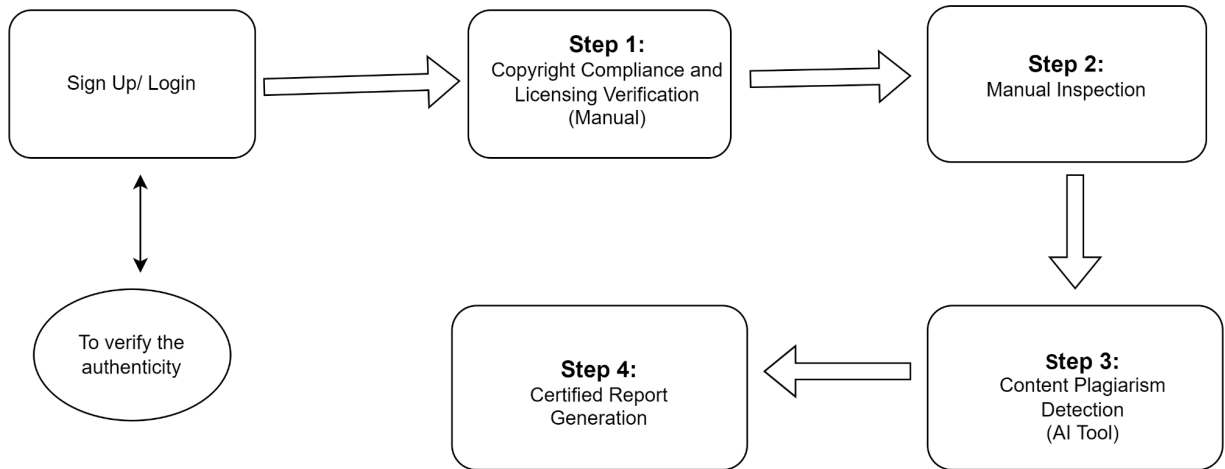 Sign Up/ Login
Step 1:
Copyright Compliance and
Licensing Verification
(Manual)
Step 2:
Manual Inspection
To verify the
authenticity
Step 4:
Certified Report
Generation
Step 3:
Content Plagiarism
Detection
(AI Tool)